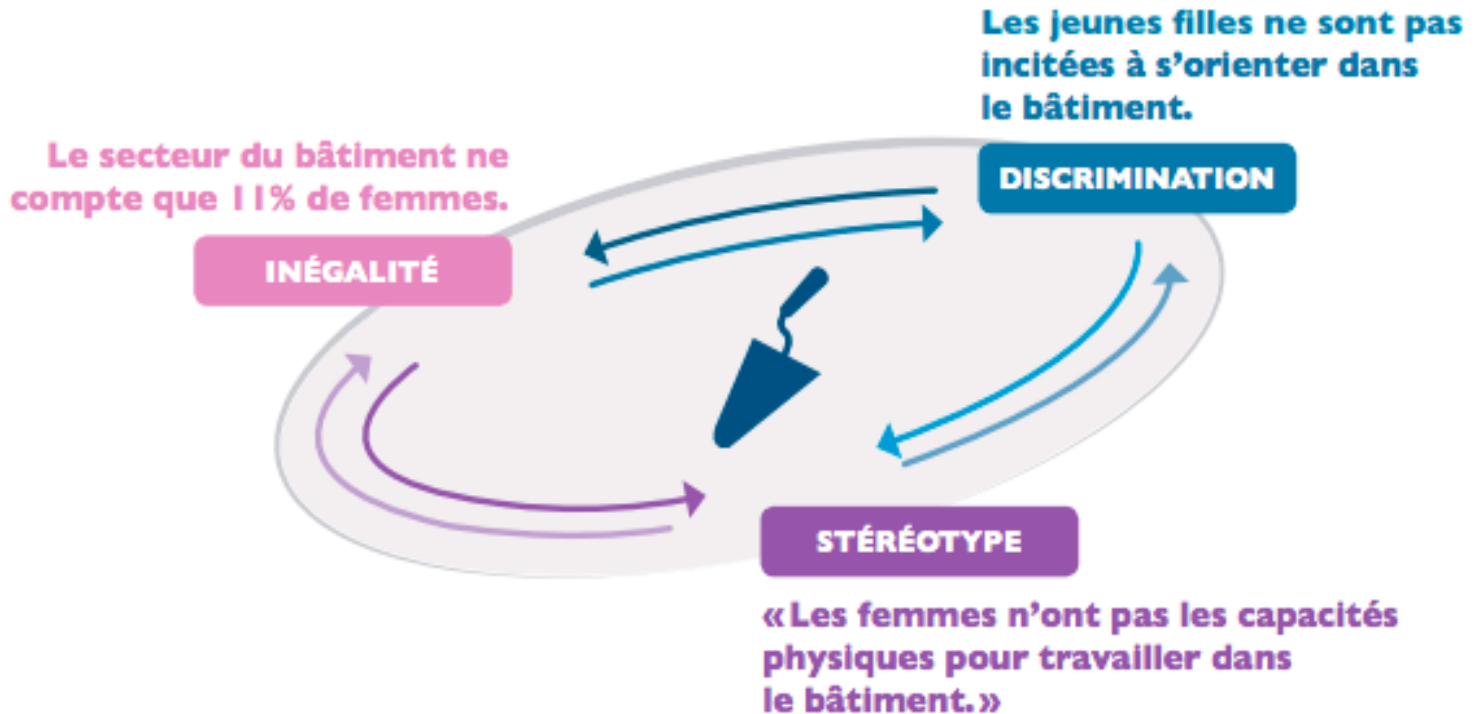 Les jeunes filles ne sont pas
incitées à s’orienter dans
le bâtiment.
DISCRIMINATION
Le secteur du bâtiment ne
compte que 11% de femmes.
INÉGALITÉ
STÉRÉOTYPE
«Les femmes n’ont pas les capacités
physiques pour travailler dans
le bâtiment.»